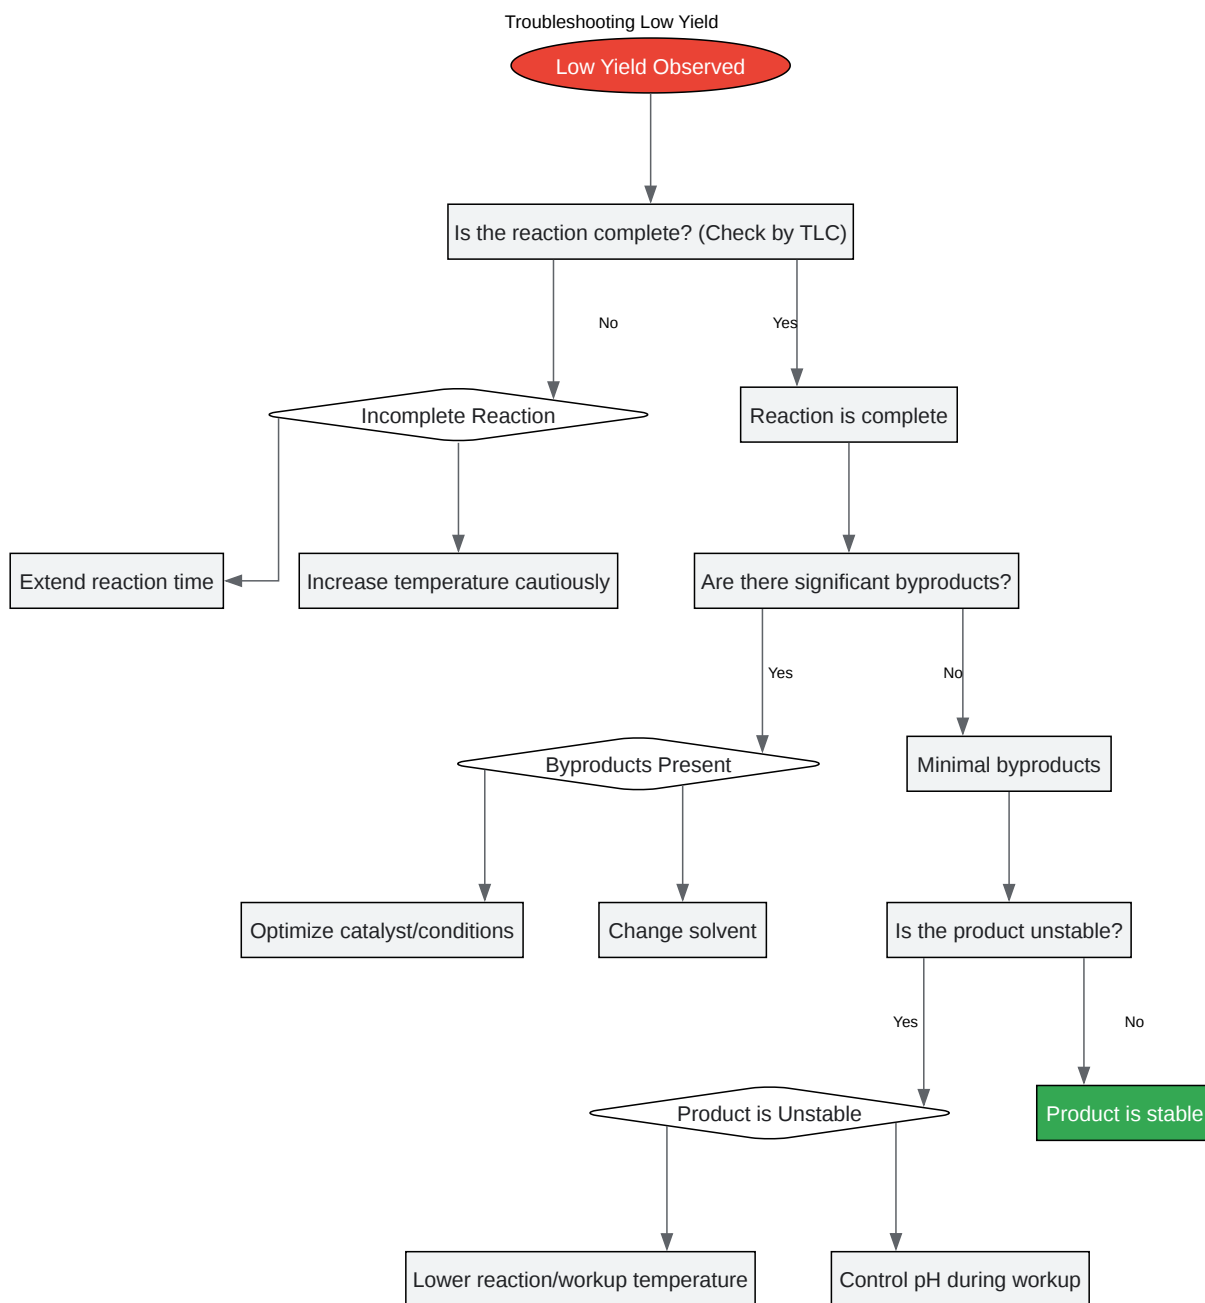 Troubleshooting Low Yield
Low Yield Observed
Is the reaction complete? (Check by TLC)
No
Yes
Incomplete Reaction
Reaction is complete
Extend reaction time
Increase temperature cautiously
Are there significant byproducts?
Yes
No
Byproducts Present
Minimal byproducts
Optimize catalyst/conditions
Change solvent
Is the product unstable?
Yes
No
Product is Unstable
Product is stable
Lower reaction/workup temperature
Control pH during workup